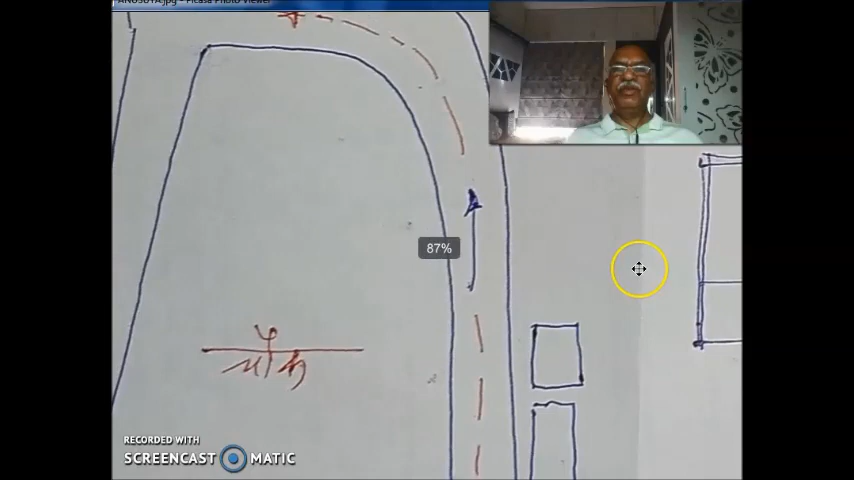 ANUSUYA.jpg - Picasa Photo Viewer
87%
RECORDED WITH
SCREENCAST MATIC